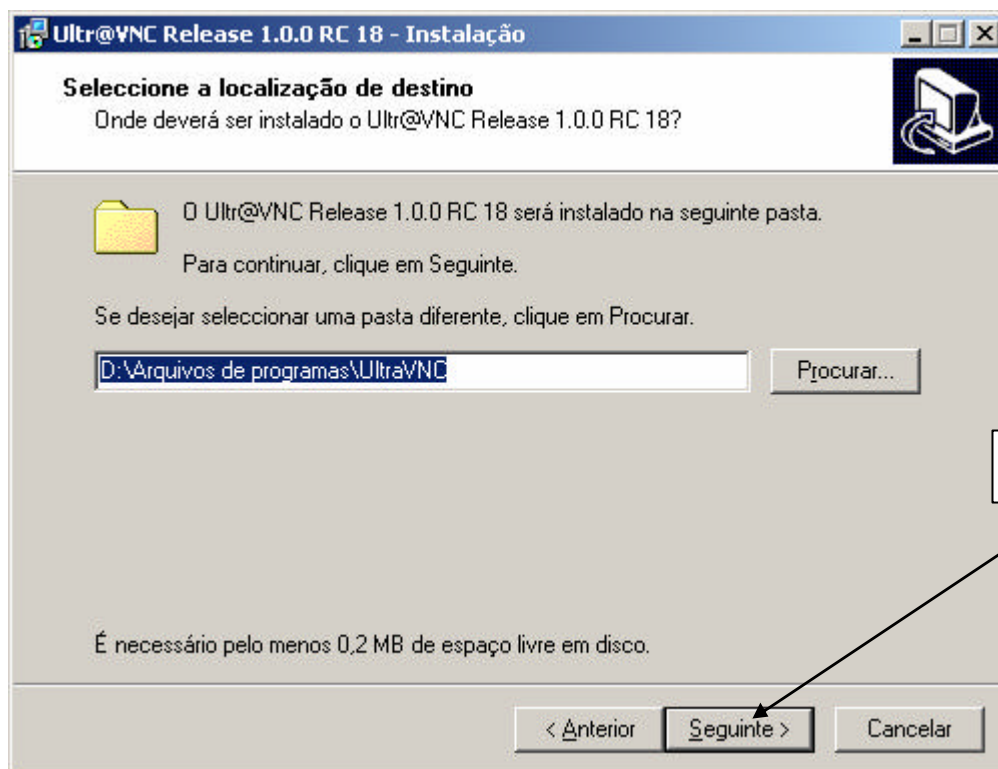 Ultr@VNC Release 1.0.0 RC 18 - Instalação
Seleccione a localização de destino
Onde deverá ser instalado o Ultr@VNC Release 1.0.0 RC 18?
O Ultr@VNC Release 1.0.0 RC 18 será instalado na seguinte pasta.
Para continuar, clique em Seguinte.
Se desejar seleccionar uma pasta diferente, clique em Procurar.
D:\Arquivos de programas\UltraVNC
Procurar...
É necessário pelo menos 0,2 MB de espaço livre em disco.
< Anterior
Seguinte >
Cancelar